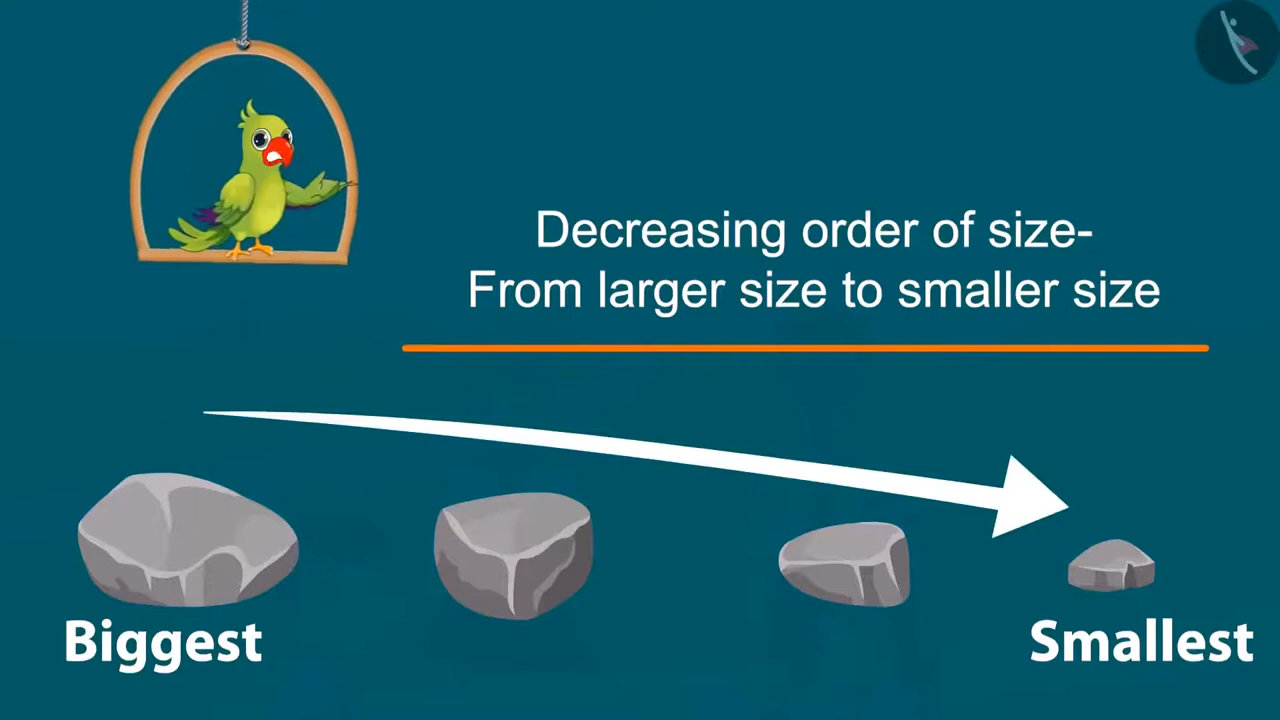 Decreasing order of size-
From larger size to smaller size
Biggest
Smallest